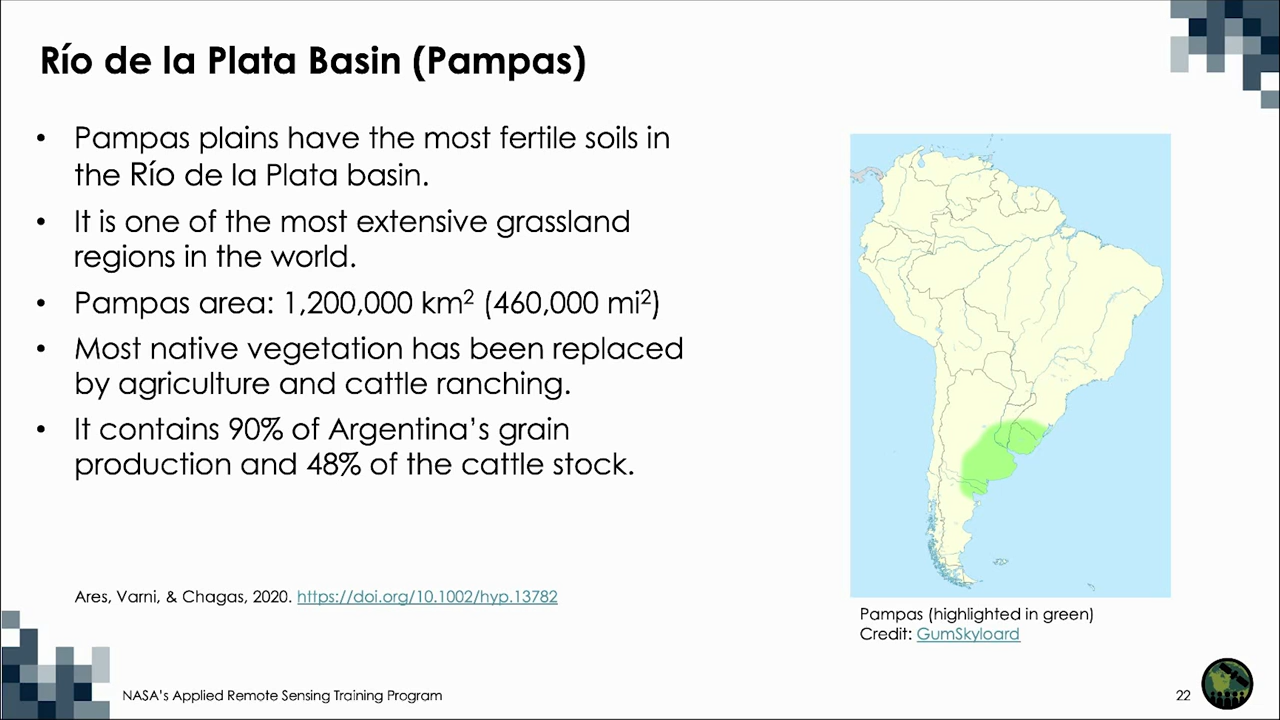 Río de la Plata Basin (Pampas)
• Pampas plains have the most fertile soils in
the Río de la Plata basin.
• It is one of the most extensive grassland
regions in the world.
• Pampas area: 1,200,000 km² (460,000 mi²)
• Most native vegetation has been replaced
by agriculture and cattle ranching.
• It contains 90% of Argentina’s grain
production and 48% of the cattle stock.
Ares, Varni, & Chagas, 2020. https://doi.org/10.1002/hyp.13782
Pampas (highlighted in green)
Credit: GumSkyloard
NASA’s Applied Remote Sensing Training Program
22